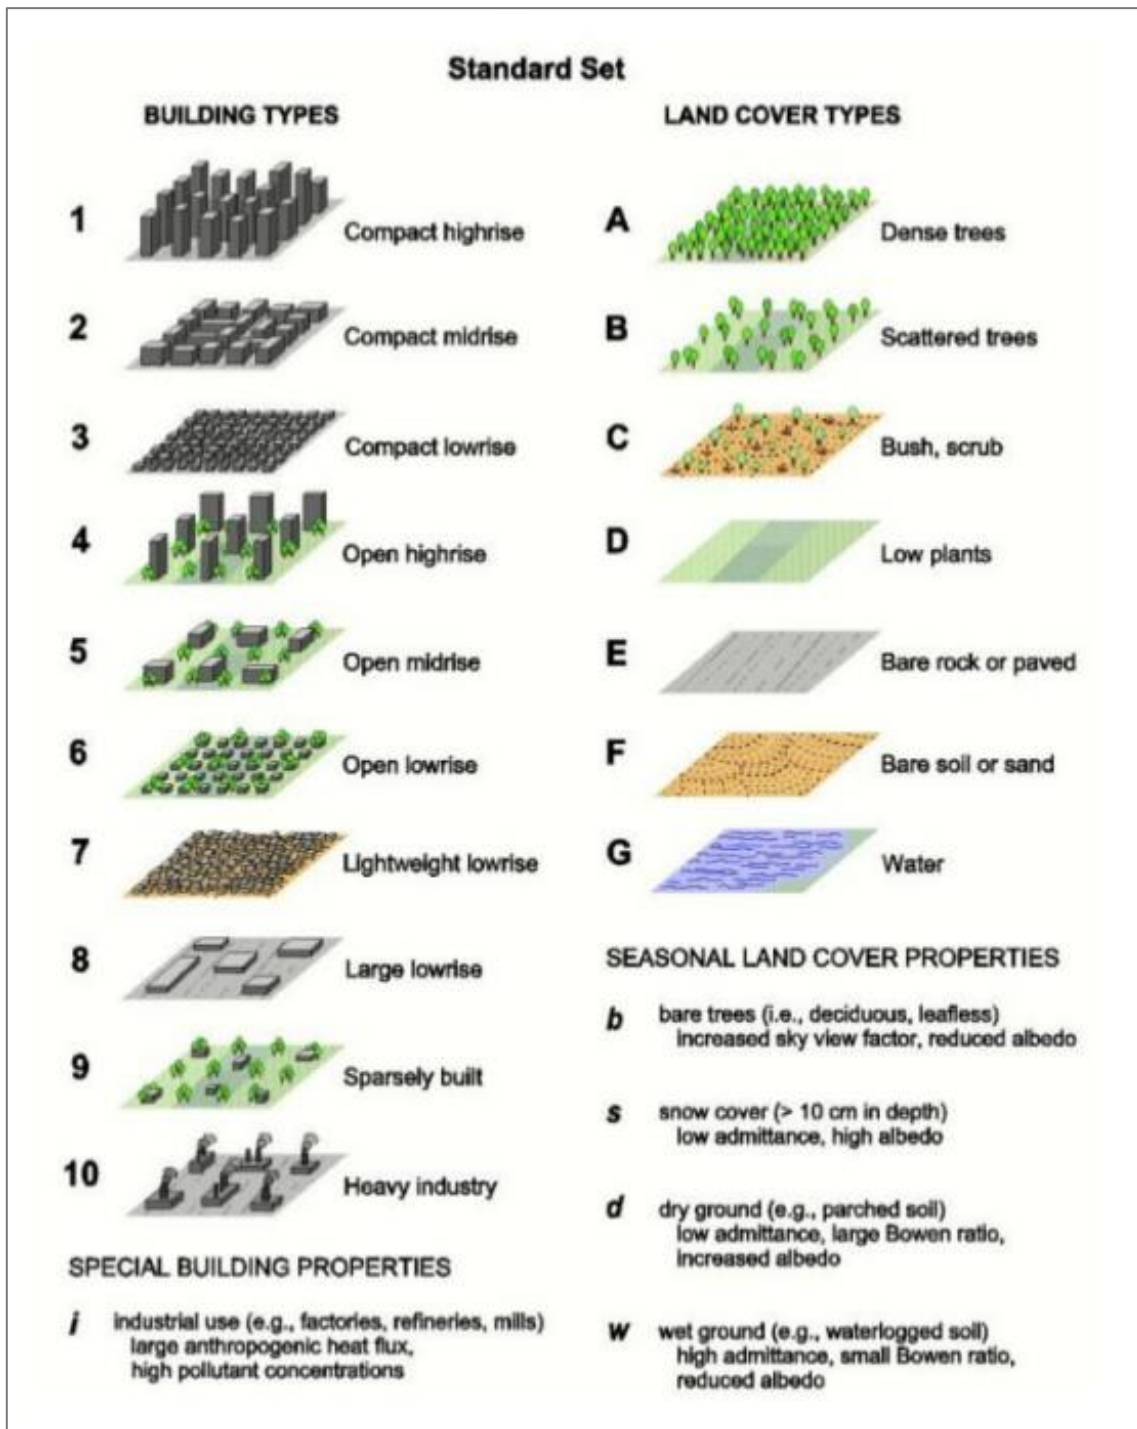 Standard Set
BUILDING TYPES
1
Compact highrise
2
Compact midrise
3
Compact lowrise
4
Open highrise
5
Open midrise
6
Open lowrise
7
Lightweight lowrise
8
Large lowrise
9
Sparsely built
10
Heavy industry
SPECIAL BUILDING PROPERTIES
i industrial use (e.g., factories, refineries, mills)
large anthropogenic heat flux,
high pollutant concentrations
LAND COVER TYPES
A
Dense trees
B
Scattered trees
C
Bush, scrub
D
Low plants
E
Bare rock or paved
F
Bare soil or sand
G
Water
SEASONAL LAND COVER PROPERTIES
b bare trees (i.e., deciduous, leafless)
increased sky view factor, reduced albedo
s snow cover (> 10 cm in depth)
low admittance, high albedo
d dry ground (e.g., parched soil)
low admittance, large Bowen ratio,
increased albedo
w wet ground (e.g., waterlogged soil)
high admittance, small Bowen ratio,
reduced albedo